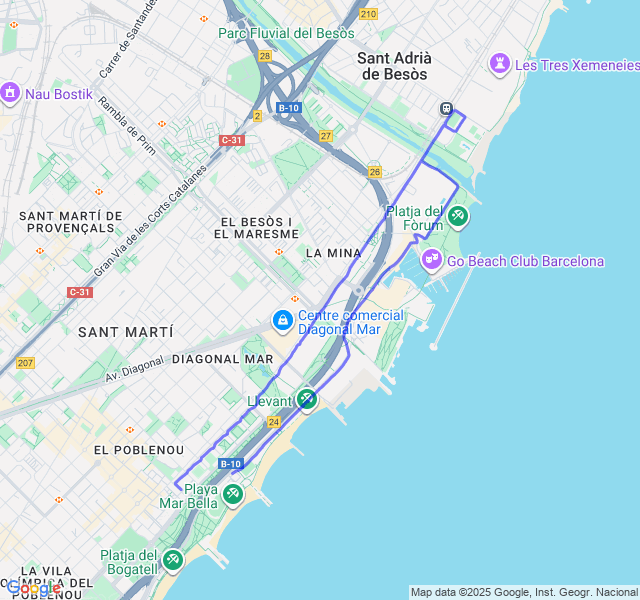 210
Parc Fluvial del Besòs
28
Sant Adrià
de Besòs
Les Tres Xemeneies
Carrer de Santander
Nau Bostik
B-10
2
27
C-31
26
Rambla de Prim
Gran Via de les Corts Catalanes
SANT MARTÍ DE
PROVENÇALS
EL BESÒS I
EL MARESME
Platja del
Fòrum
LA MINA
Go Beach Club Barcelona
C-31
Centre comercial
Diagonal Mar
SANT MARTÍ
207
DIAGONAL MAR
Av. Diagonal
Llevant
24
EL POBLENOU
B-10
Playa
Mar Bella
Platja del
Bogatell
LA VILA
OLÍMPICA DEL
POBLENOU
Google
Map data ©2025 Google, Inst. Geogr. Nacional